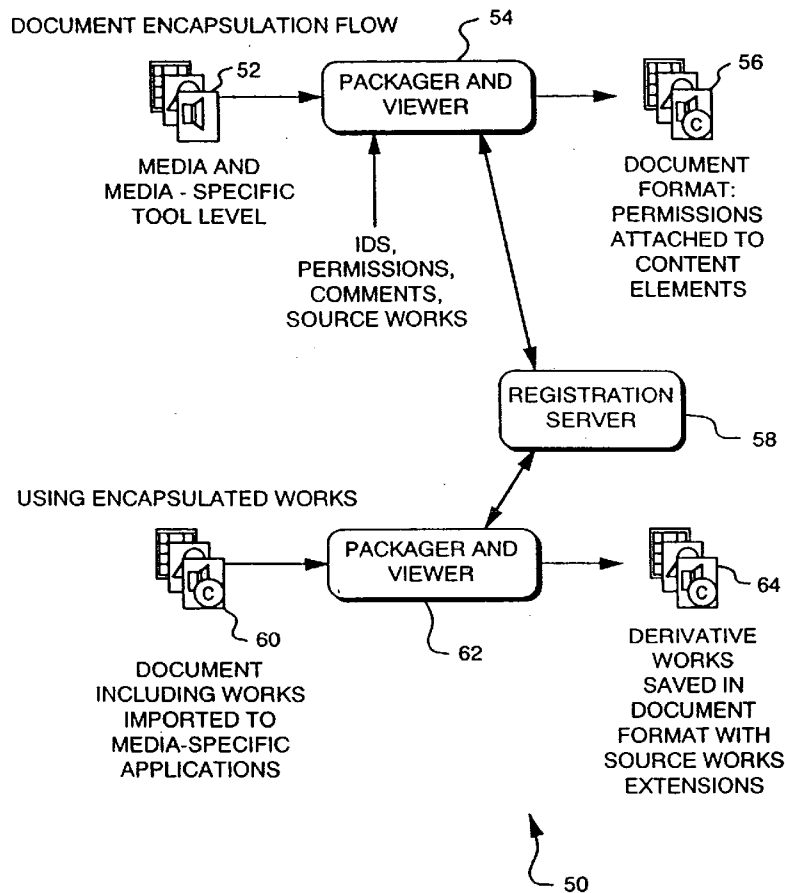 DOCUMENT ENCAPSULATION FLOW
52
MEDIA AND
MEDIA - SPECIFIC
TOOL LEVEL
54
PACKAGER AND
VIEWER
IDS,
PERMISSIONS,
COMMENTS,
SOURCE WORKS
56
C
DOCUMENT
FORMAT:
PERMISSIONS
ATTACHED TO
CONTENT
ELEMENTS
REGISTRATION
SERVER
58
USING ENCAPSULATED WORKS
C
60
DOCUMENT
INCLUDING WORKS
IMPORTED TO
MEDIA-SPECIFIC
APPLICATIONS
PACKAGER AND
VIEWER
62
64
C
DERIVATIVE
WORKS
SAVED IN
DOCUMENT
FORMAT WITH
SOURCE WORKS
EXTENSIONS
50